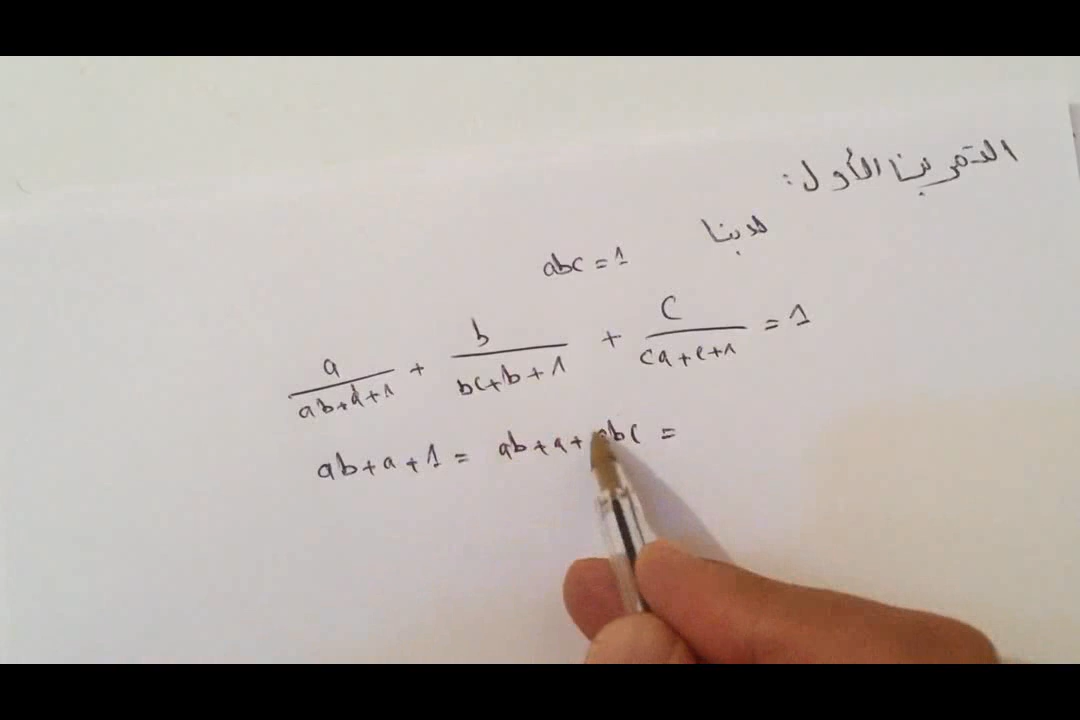 التمرين الأول:
لدينا abc = 1
a/(ab+a+1) + b/(bc+b+1) + c/(ca+c+1) = 1
ab+a+1 = ab+a+abc =